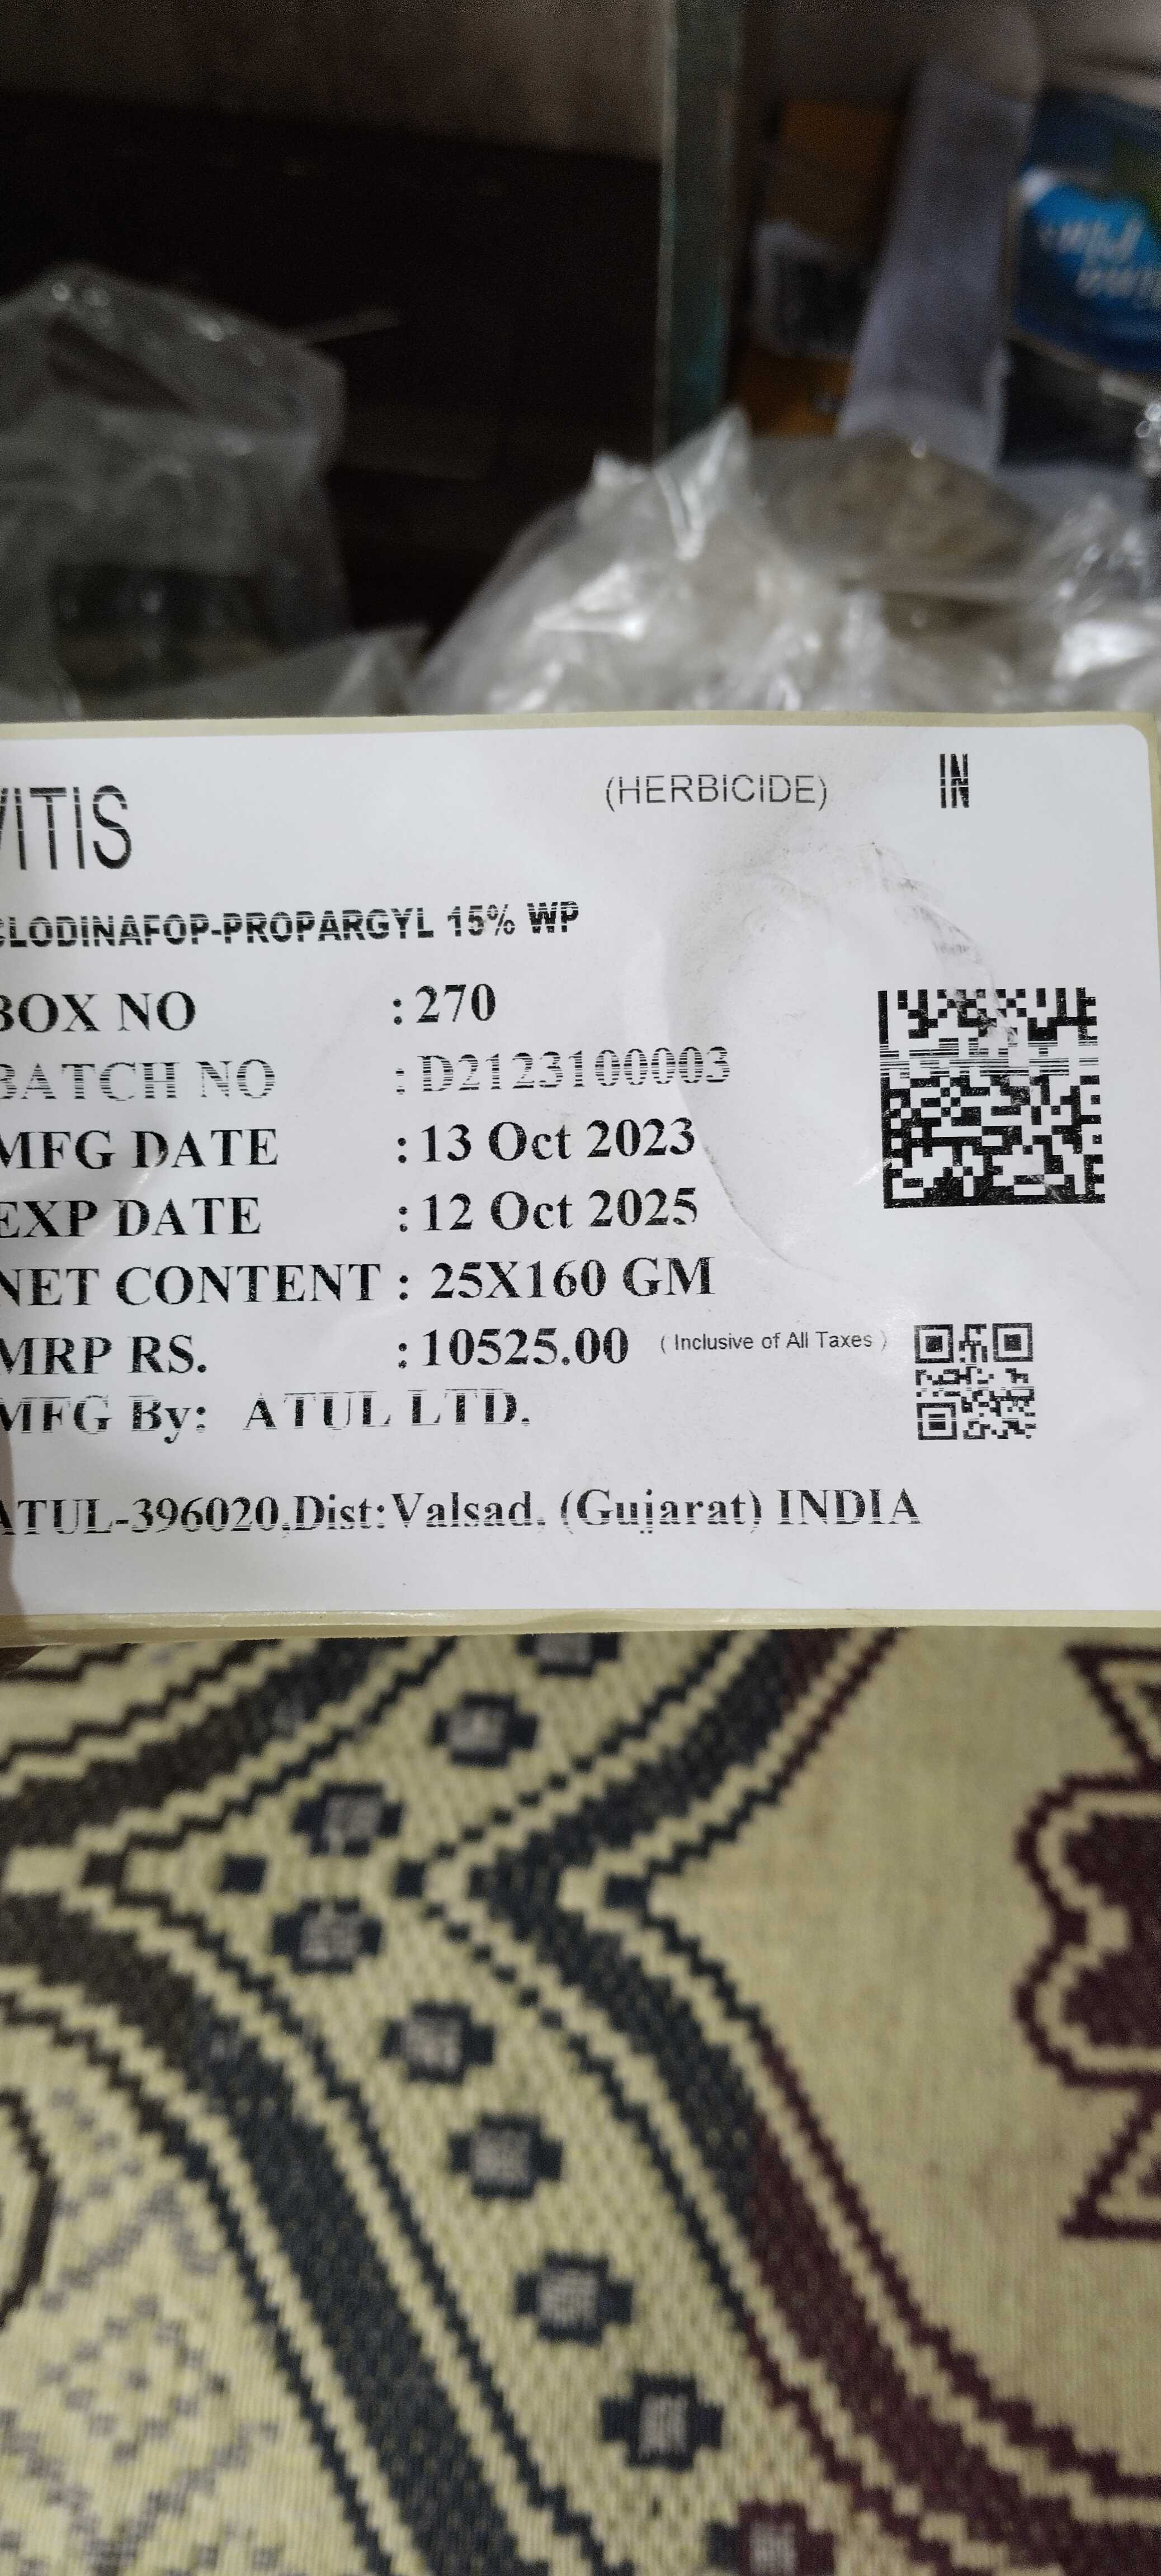 VITIS
(HERBICIDE)
IN
CLODINAFOP-PROPARGYL 15% WP
BOX NO : 270
BATCH NO : D2123100003
MFG DATE : 13 Oct 2023
EXP DATE : 12 Oct 2025
NET CONTENT : 25X160 GM
MRP RS. : 10525.00 ( Inclusive of All Taxes )
MFG By: ATUL LTD.
ATUL-396020,Dist:Valsad, (Gujarat) INDIA